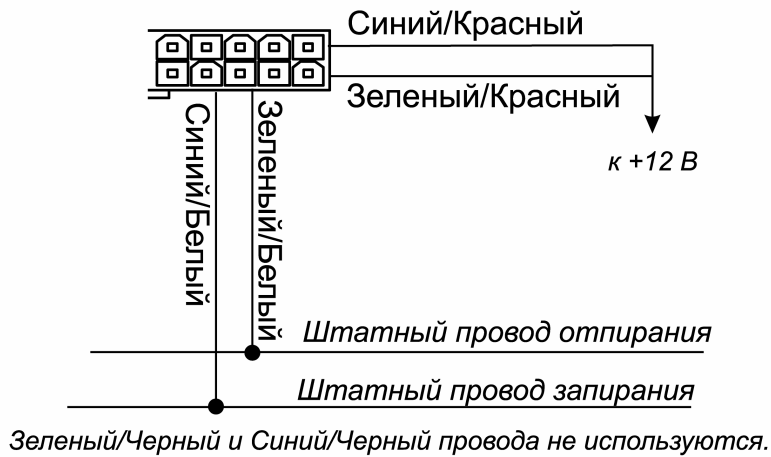 Синий/Красный
Зеленый/Красный
к +12 В
Синий/Белый
Зеленый/Белый
Штатный провод отпирания
Штатный провод запирания
Зеленый/Черный и Синий/Черный провода не используются.